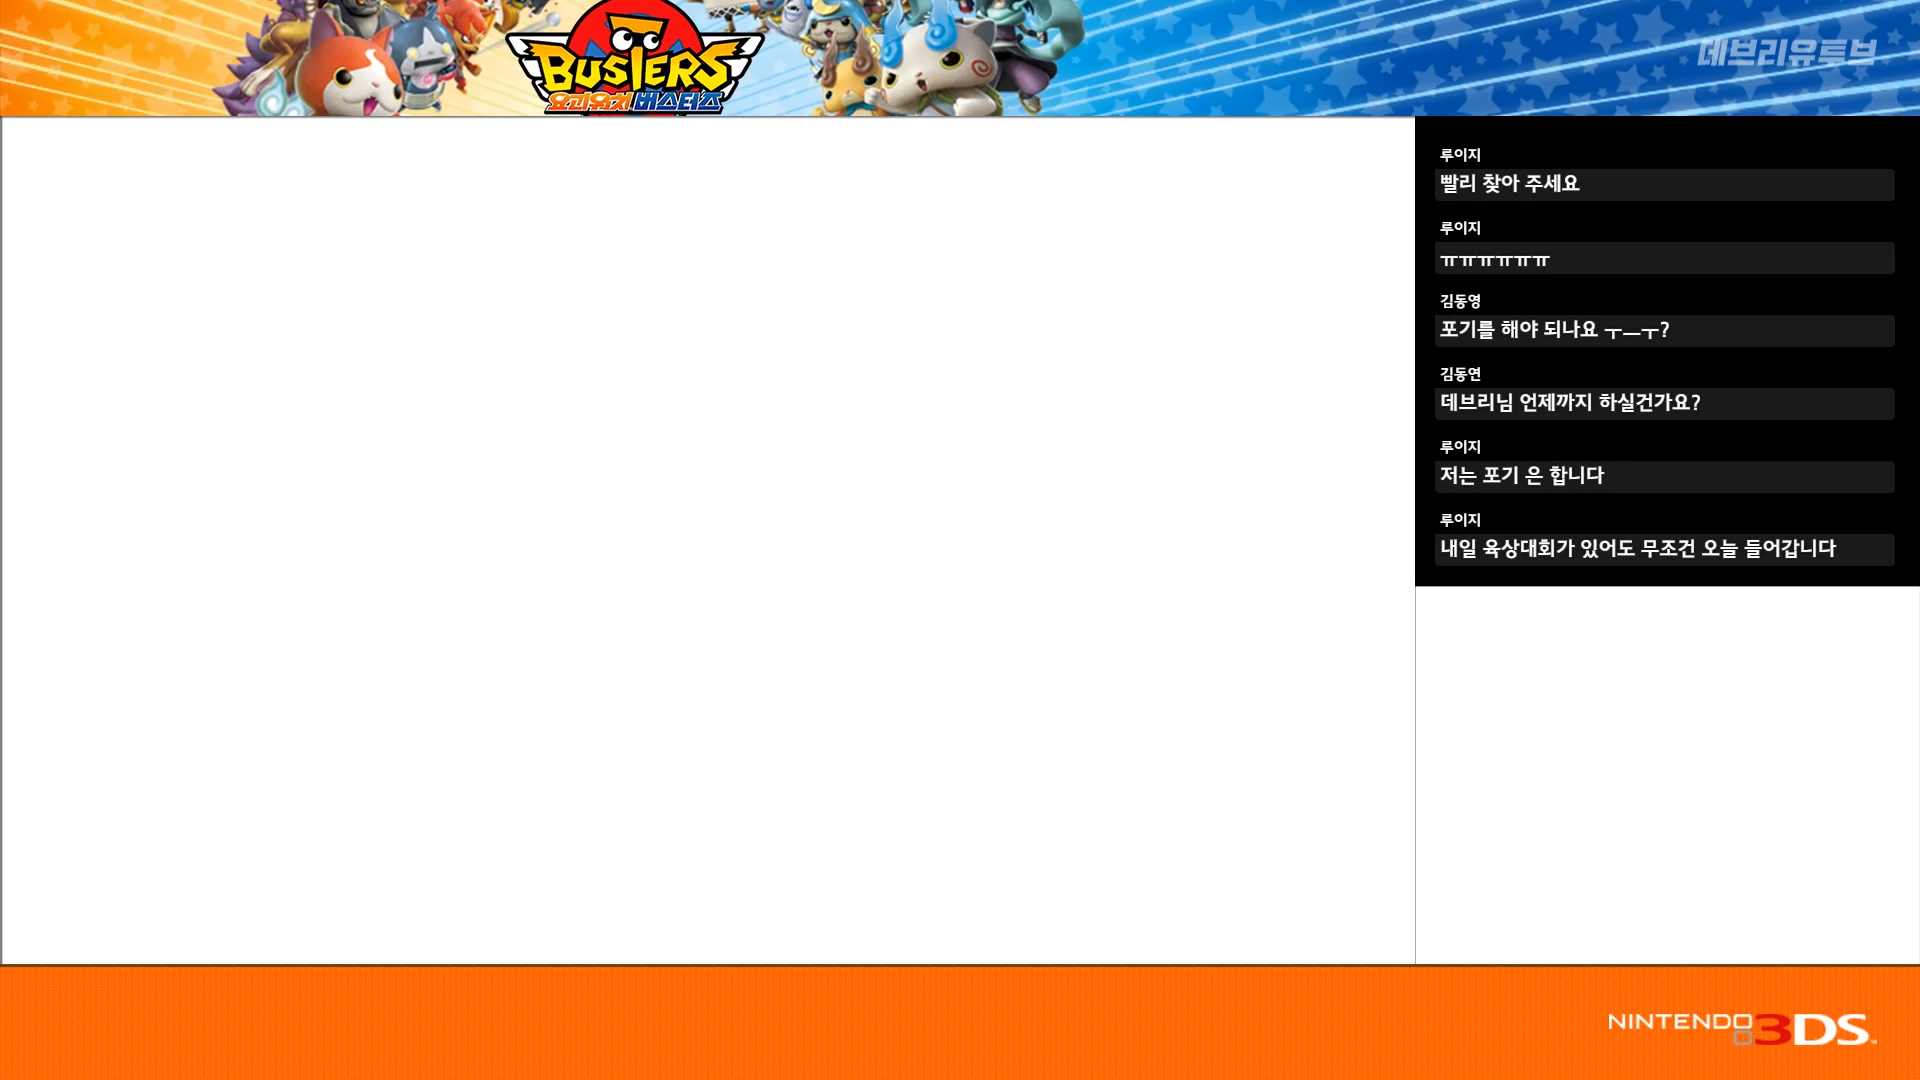 BUSTERS
요괴워치 버스터즈
데브리유투브
루이지
빨리 찾아 주세요
루이지
ㅠㅠㅠㅠㅠㅠ
김동영
포기를 해야 되나요 ㅜㅡㅜ?
김동연
데브리님 언제까지 하실건가요?
루이지
저는 포기 은 합니다
루이지
내일 육상대회가 있어도 무조건 오늘 들어갑니다
NINTENDO 3DS